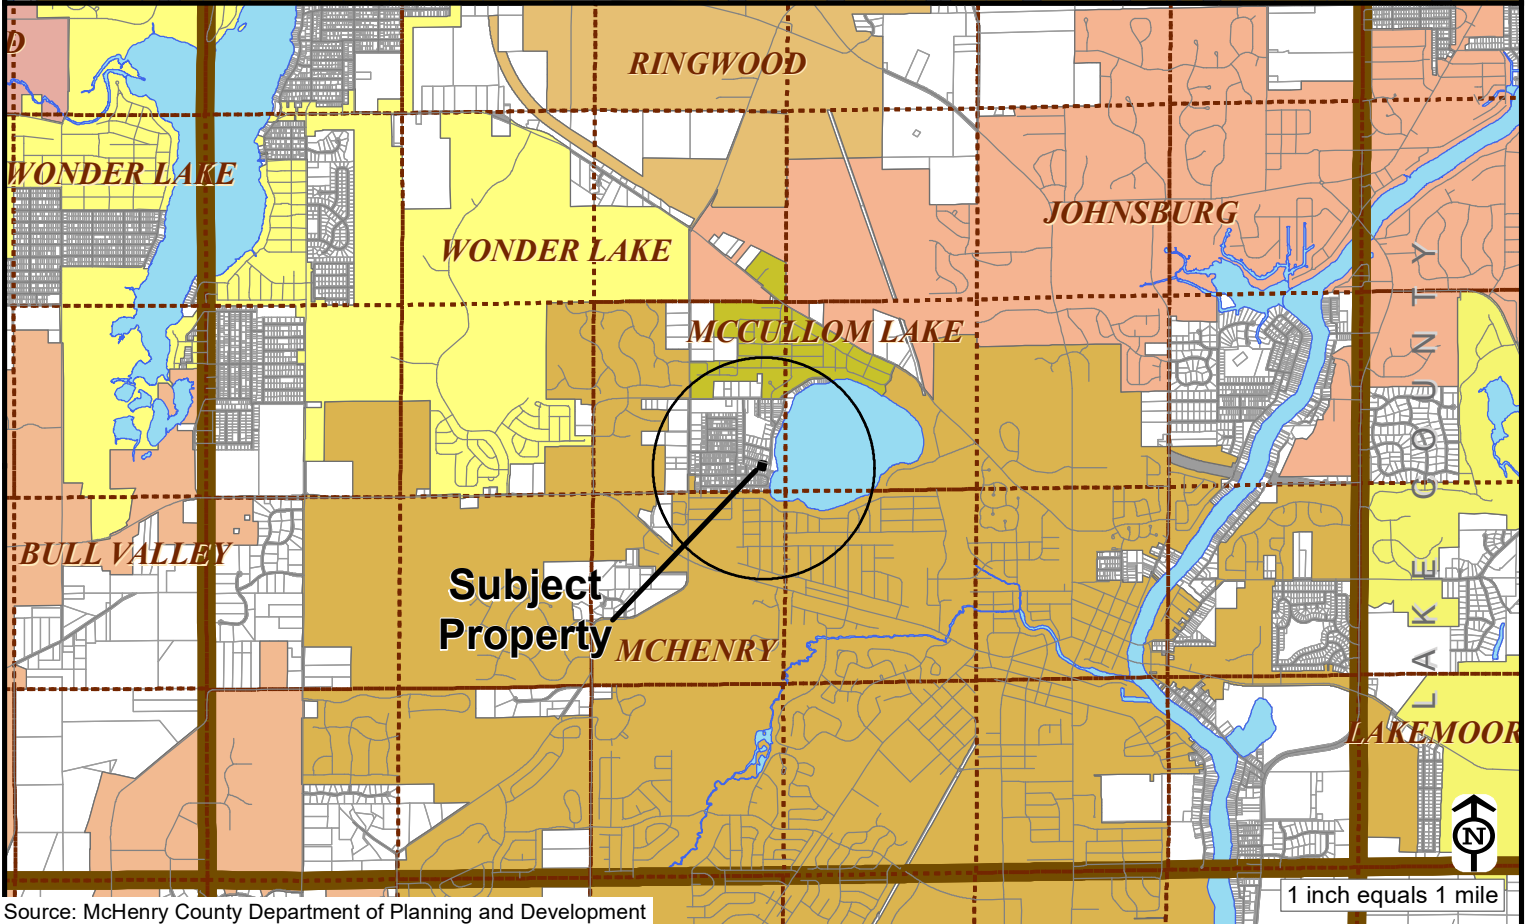 D
RINGWOOD
WONDER LAKE
JOHNSBURG
WONDER LAKE
MCCULLOM LAKE
LAKE COUNTY
BULL VALLEY
Subject
Property
MCHENRY
LAKEMOOR
N
1 inch equals 1 mile
Source: McHenry County Department of Planning and Development